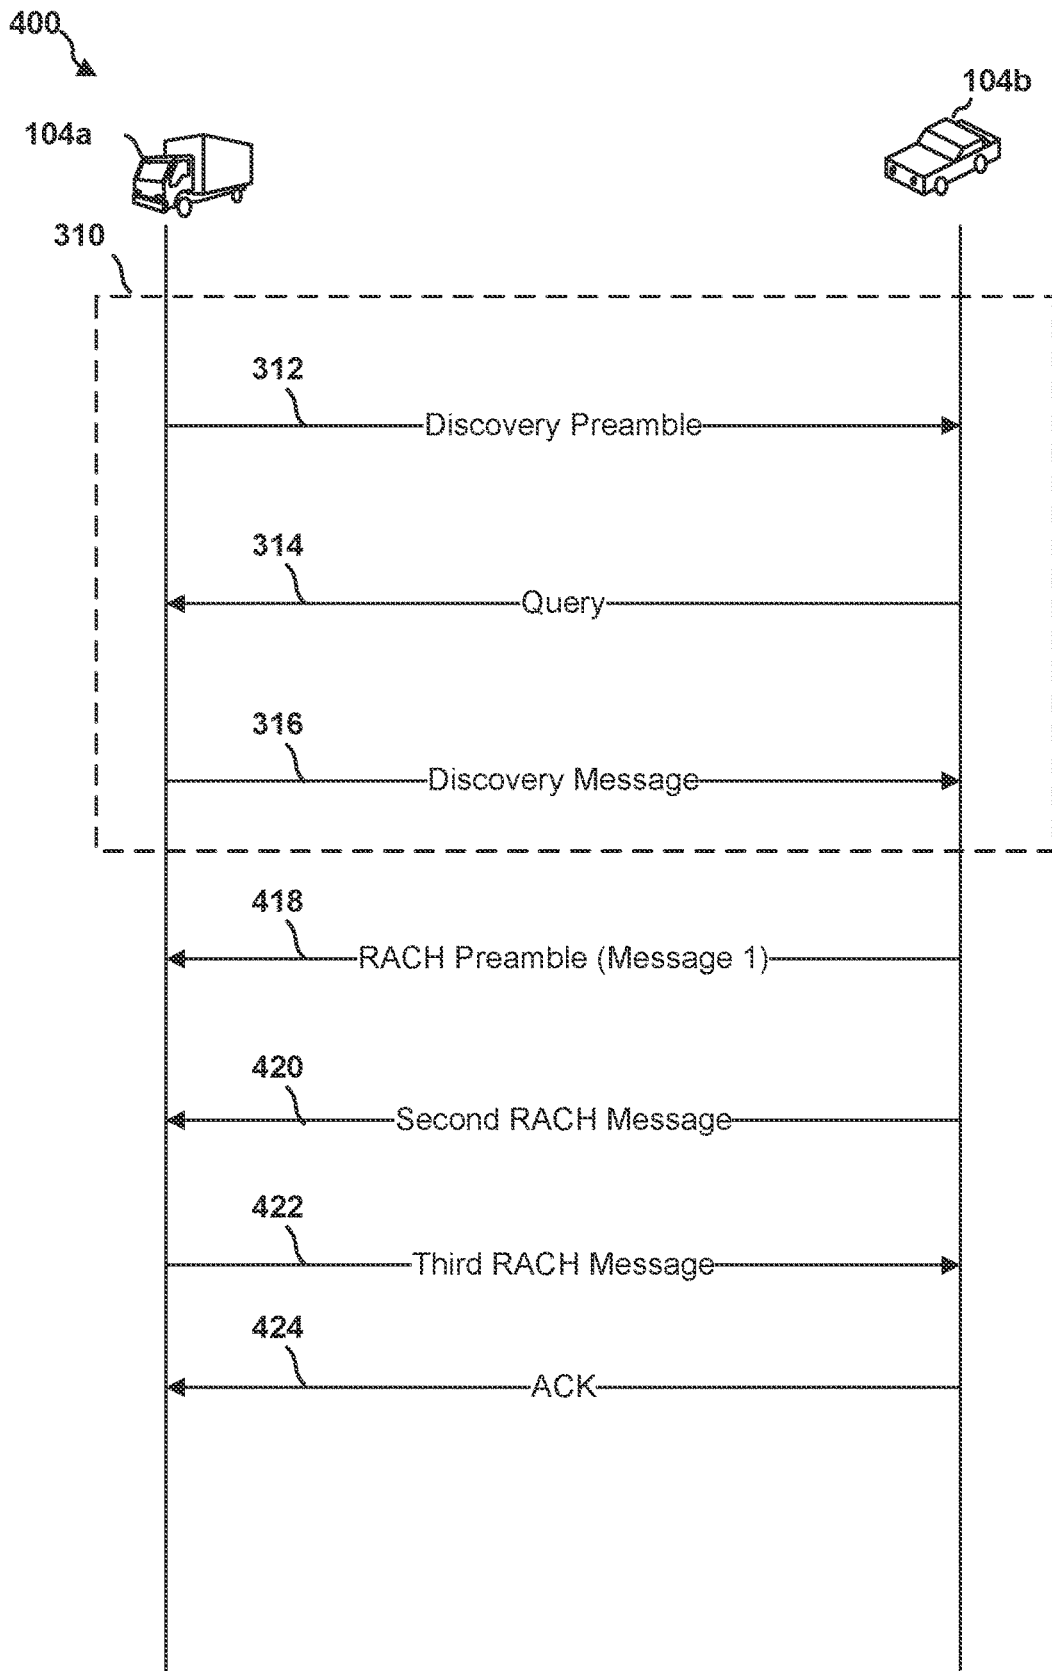 400
104b
104a
310
312
Discovery Preamble
314
Query
316
Discovery Message
418
RACH Preamble (Message 1)
420
Second RACH Message
422
Third RACH Message
424
ACK